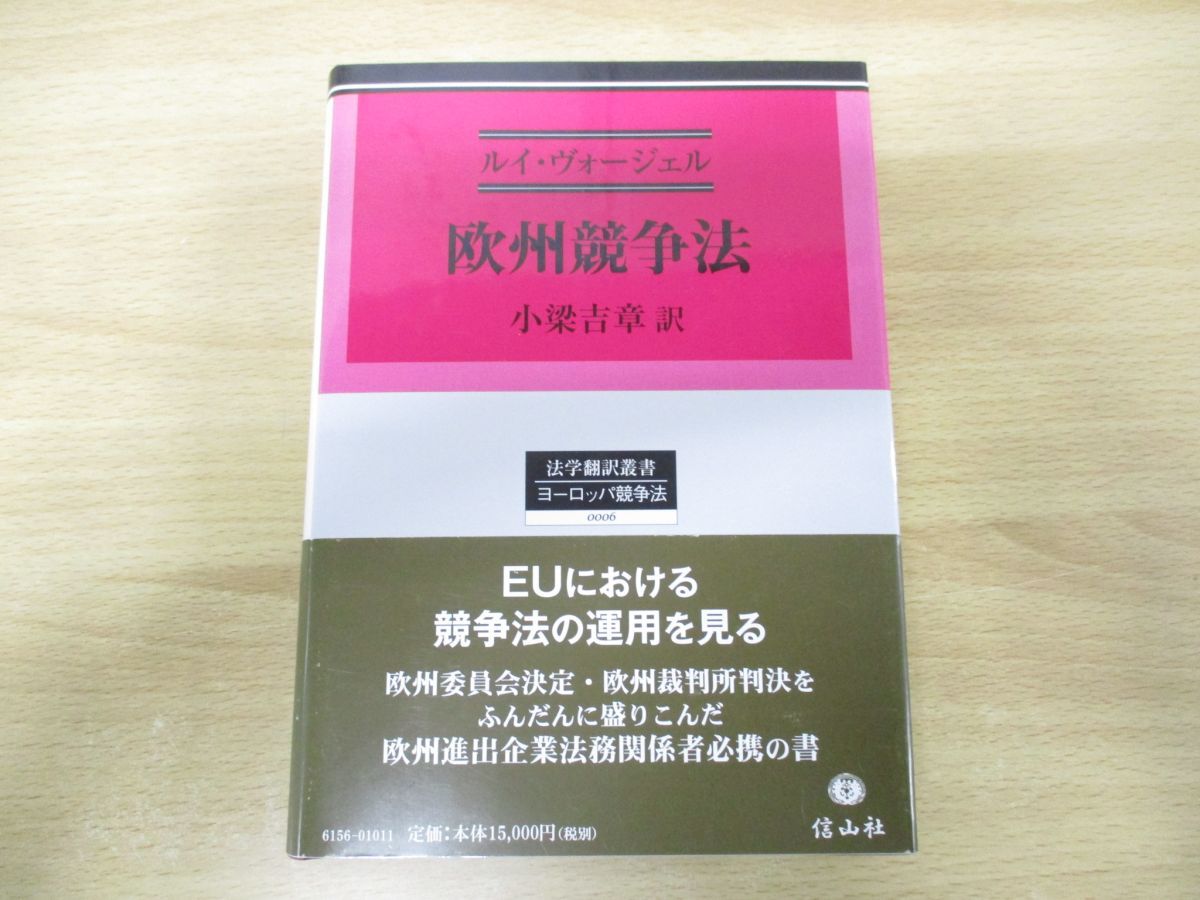 ルイ・ヴォージェル
欧州競争法
小梁吉章 訳
法学翻訳叢書
ヨーロッパ競争法
0006
EUにおける
競争法の運用を見る
欧州委員会決定・欧州裁判所判決を
ふんだんに盛りこんだ
欧州進出企業法務関係者必携の書
6156-01011 定価：本体15,000円（税別）
信山社